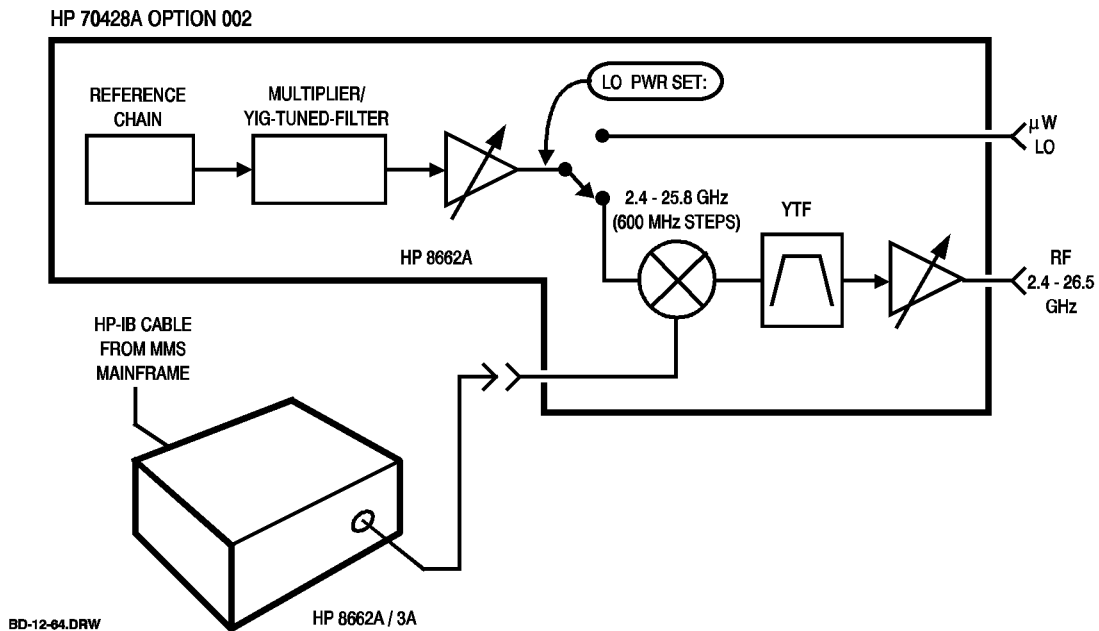 HP 70428A OPTION 002
REFERENCE
CHAIN
MULTIPLIER/
YIG-TUNED-FILTER
LO PWR SET:
µW
LO
2.4 - 25.8 GHz
(600 MHz STEPS)
YTF
HP 8662A
RF
2.4 - 26.5
GHz
HP-IB CABLE
FROM MMS
MAINFRAME
HP 8662A / 3A
BD-12-64.DRW